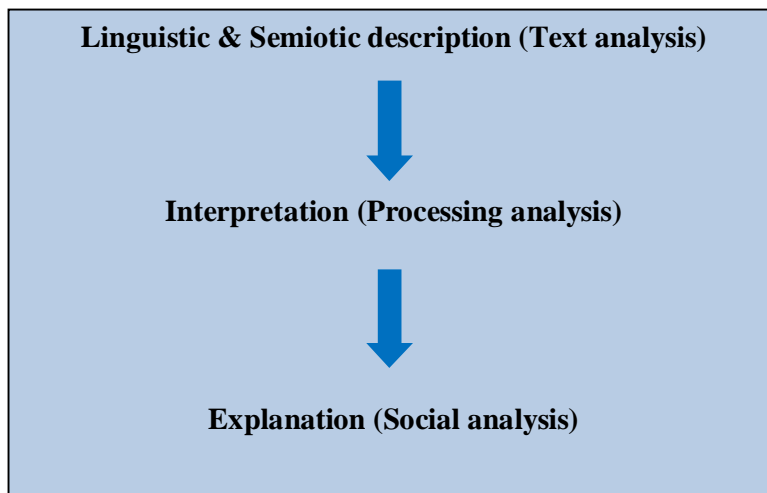 Linguistic & Semiotic description (Text analysis)
Interpretation (Processing analysis)
Explanation (Social analysis)